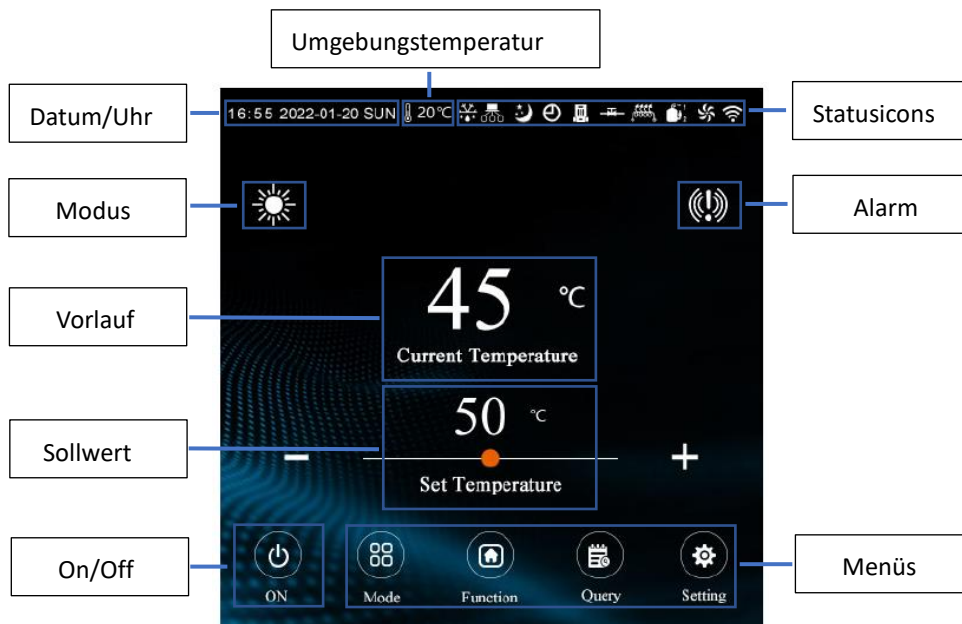 Umgebungstemperatur
Datum/Uhr
16:55 2022-01-20 SUN
20℃
Statusicons
Modus
Alarm
Vorlauf
45 ℃
Current Temperature
Sollwert
50 ℃
− +
Set Temperature
On/Off
ON
Mode
Function
Query
Setting
Menüs